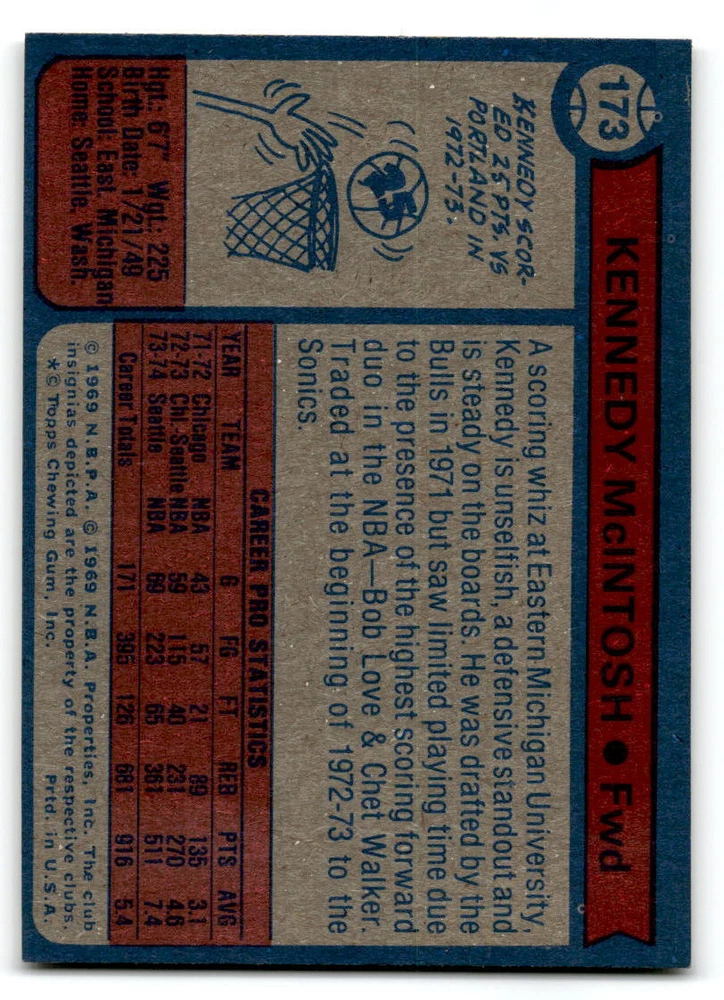 173
KENNEDY McINTOSH ● Fwd
KENNEDY SCOR-
ED 25 PTS. VS
PORTLAND IN
1972-73.
25
Hgt.: 6'7" Wgt.: 225
Birth Date: 1/21/49
School: East. Michigan
Home: Seattle, Wash.
A scoring whiz at Eastern Michigan University,
Kennedy is unselfish, a defensive standout and
is steady on the boards. He was drafted by the
Bulls in 1971 but saw limited playing time due
to the presence of the highest scoring forward
duo in the NBA—Bob Love & Chet Walker.
Traded at the beginning of 1972-73 to the
Sonics.
CAREER PRO STATISTICS
YEAR TEAM G FG FT REB PTS AVG
71-72 Chicago NBA 43 57 21 89 135 3.1
72-73 Chi.-Seattle NBA 59 115 40 231 270 4.6
73-74 Seattle NBA 69 223 65 361 511 7.4
Career Totals 171 395 126 681 916 5.4
© 1969 N.B.P.A. © 1969 N.B.A. Properties, Inc. The club
insignias depicted are the property of the respective clubs.
*© Topps Chewing Gum, Inc. Prtd. in U.S.A.